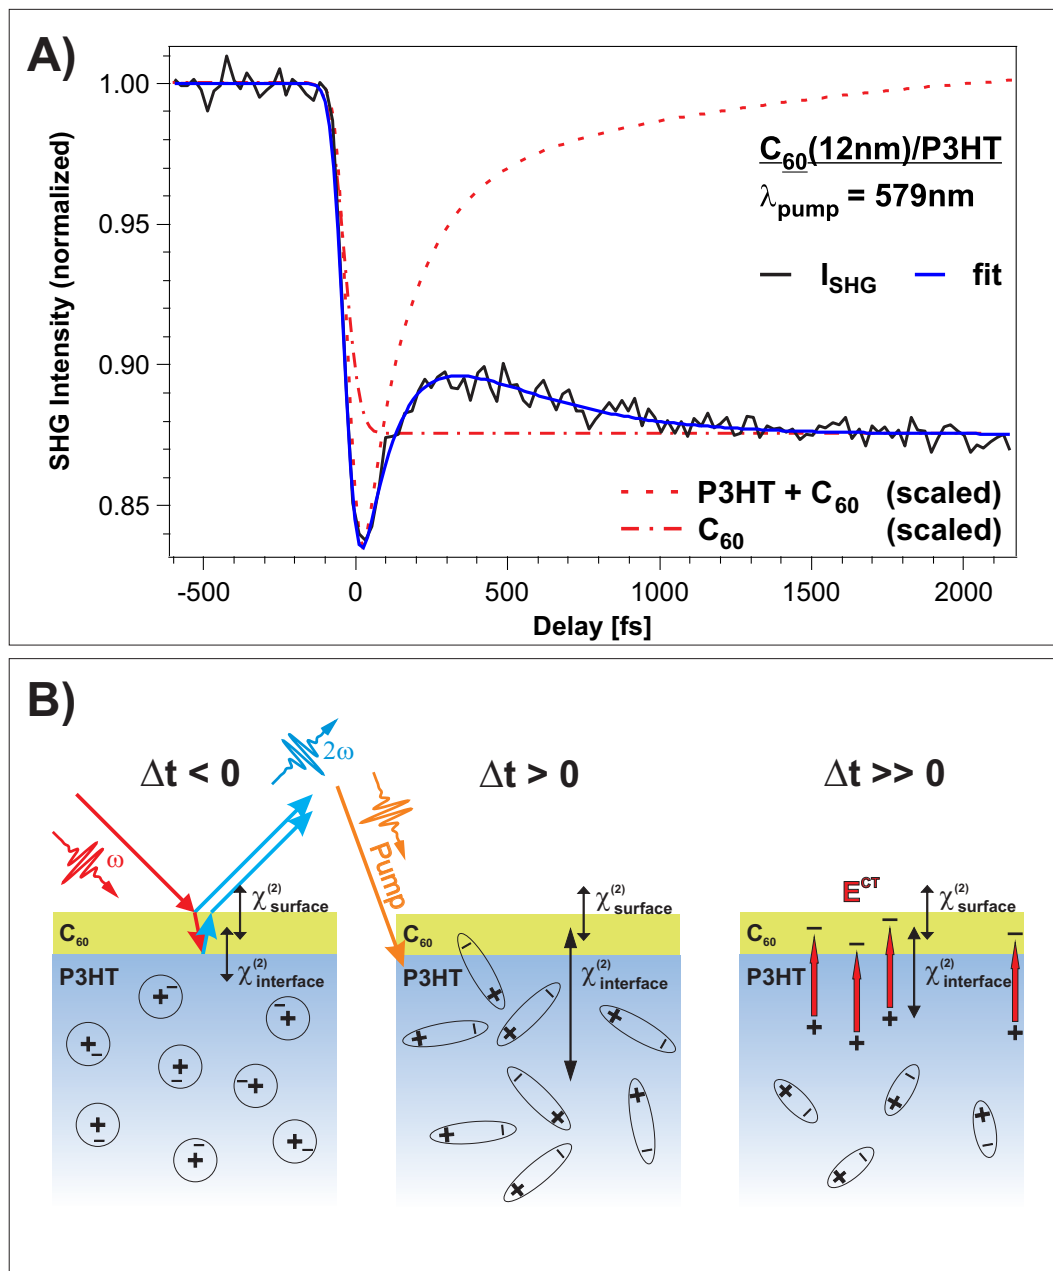 A)
SHG Intensity (normalized)
1.00
0.95
0.90
0.85
C60(12nm)/P3HT
λpump = 579nm
ISHG fit
P3HT + C60 (scaled)
C60 (scaled)
-500 0 500 1000 1500 2000
Delay [fs]
B)
Δt < 0
Δt > 0
Δt >> 0
2ω
ω
Pump
χ(2)surface
χ(2)surface
E^CT
χ(2)surface
C60
C60
C60
P3HT
χ(2)interface
P3HT
χ(2)interface
P3HT
χ(2)interface